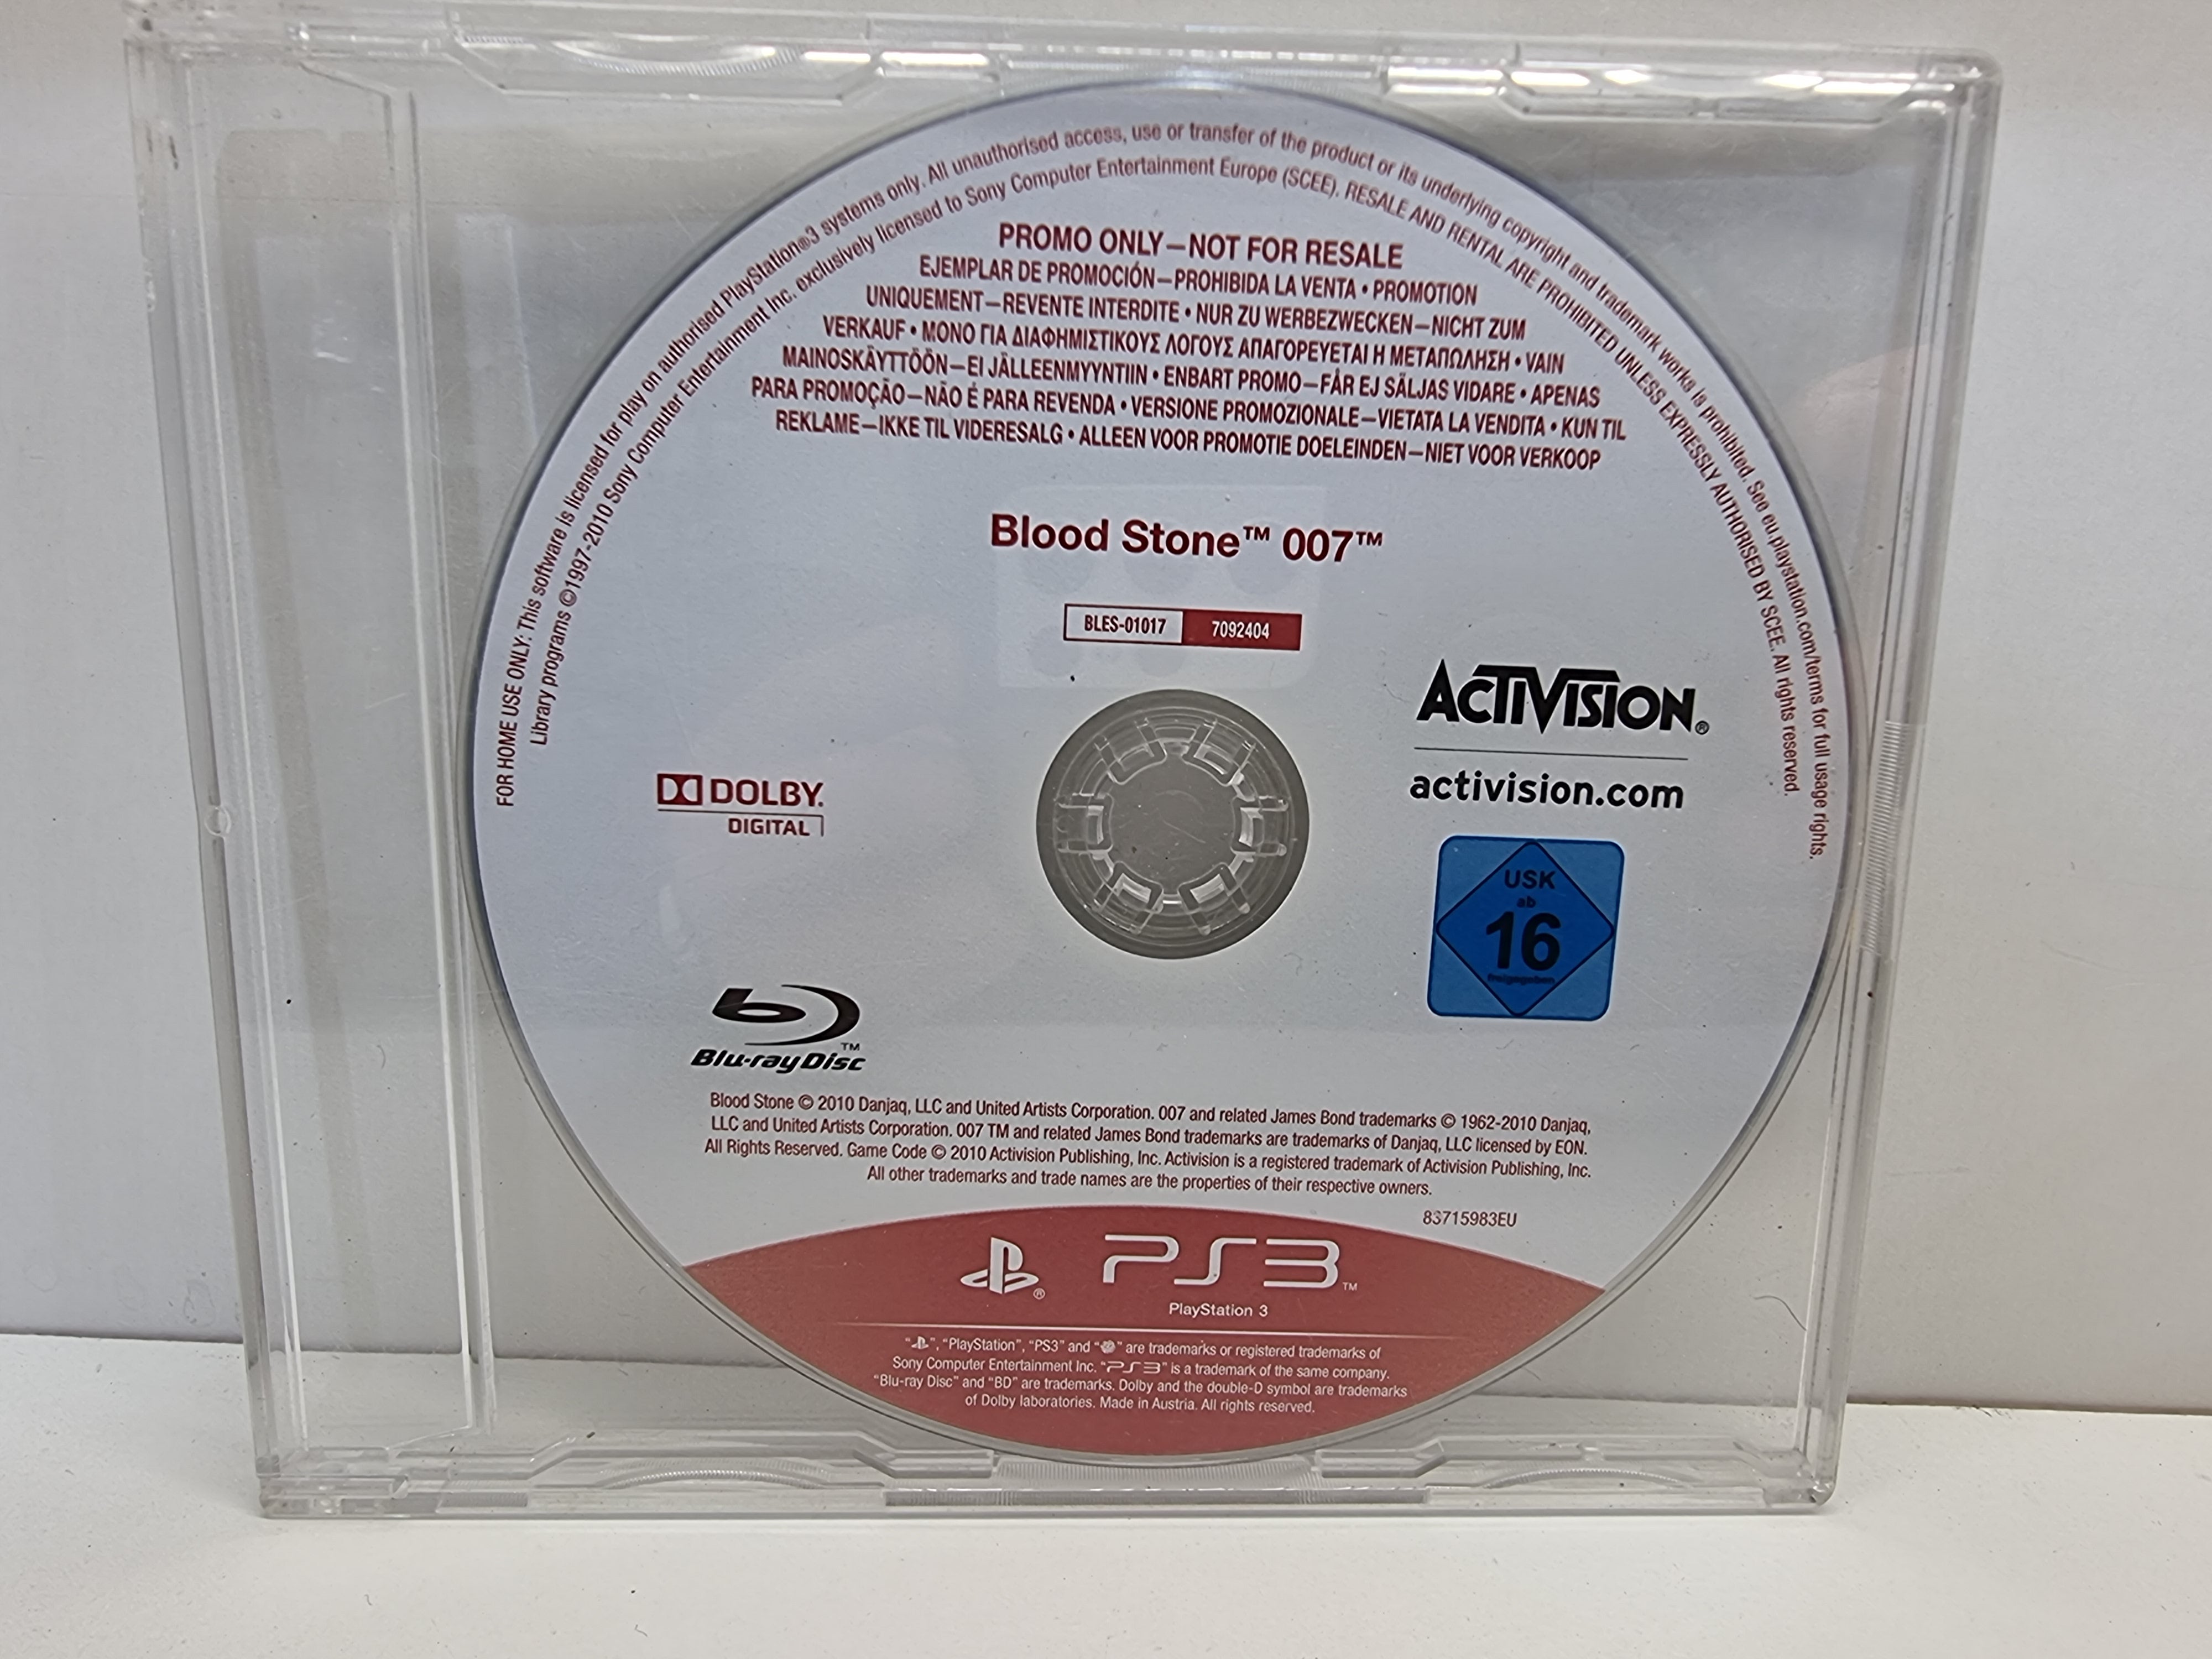 FOR HOME USE ONLY: This software is licensed for play on authorised PlayStation®3 systems only. All unauthorised access, use or transfer of the product or its underlying copyright and trademark works is prohibited. See eu.playstation.com/terms for full usage rights.
Library programs ©1997-2010 Sony Computer Entertainment Inc. exclusively licensed to Sony Computer Entertainment Europe (SCEE). RESALE AND RENTAL ARE PROHIBITED UNLESS EXPRESSLY AUTHORISED BY SCEE. All rights reserved.
PROMO ONLY—NOT FOR RESALE
EJEMPLAR DE PROMOCIÓN—PROHIBIDA LA VENTA • PROMOTION
UNIQUEMENT—REVENTE INTERDITE • NUR ZU WERBEZWECKEN—NICHT ZUM
VERKAUF • ΜΟΝΟ ΓΙΑ ΔΙΑΦΗΜΙΣΤΙΚΟΥΣ ΛΟΓΟΥΣ ΑΠΑΓΟΡΕΥΕΤΑΙ Η ΜΕΤΑΠΩΛΗΣΗ • VAIN
MAINOSKÄYTTÖÖN—EI JÄLLEENMYYNTIIN • ENBART PROMO—FÅR EJ SÄLJAS VIDARE • APENAS
PARA PROMOÇÃO—NÃO É PARA REVENDA • VERSIONE PROMOZIONALE—VIETATA LA VENDITA • KUN TIL
REKLAME—IKKE TIL VIDERESALG • ALLEEN VOOR PROMOTIE DOELEINDEN—NIET VOOR VERKOOP
Blood Stone™ 007™
BLES-01017 7092404
ACTIVISION®
activision.com
DOLBY.
DIGITAL
USK
ab
16
freigegeben
Blu-ray Disc™
Blood Stone © 2010 Danjaq, LLC and United Artists Corporation. 007 and related James Bond trademarks © 1962-2010 Danjaq,
LLC and United Artists Corporation. 007 TM and related James Bond trademarks are trademarks of Danjaq, LLC licensed by EON.
All Rights Reserved. Game Code © 2010 Activision Publishing, Inc. Activision is a registered trademark of Activision Publishing, Inc.
All other trademarks and trade names are the properties of their respective owners.
83715983EU
PS3™
PlayStation 3
“ ”, “PlayStation”, “PS3” and “ ” are trademarks or registered trademarks of
Sony Computer Entertainment Inc. “PS3” is a trademark of the same company.
“Blu-ray Disc” and “BD” are trademarks. Dolby and the double-D symbol are trademarks
of Dolby laboratories. Made in Austria. All rights reserved.